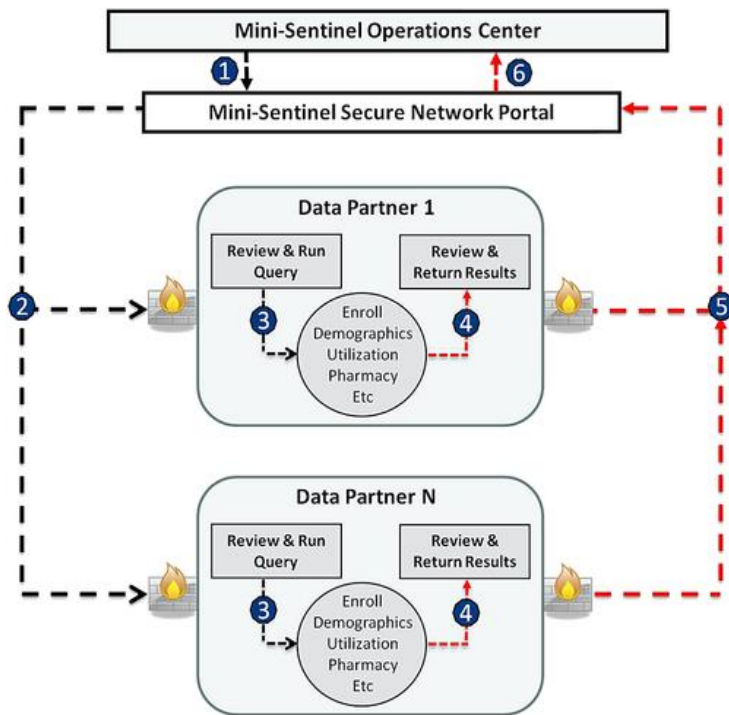 Mini-Sentinel Operations Center
1
6
Mini-Sentinel Secure Network Portal
Data Partner 1
Review & Run
Query
Review &
Return Results
2
3
4
5
Enroll
Demographics
Utilization
Pharmacy
Etc
Data Partner N
Review & Run
Query
Review &
Return Results
3
4
Enroll
Demographics
Utilization
Pharmacy
Etc